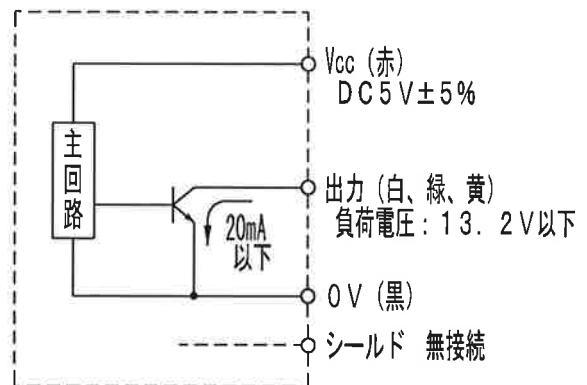 Vcc (赤)
DC5V±5%
主回路
出力 (白、緑、黄)
負荷電圧:13.2V以下
20mA
以下
0V (黒)
シールド 無接続